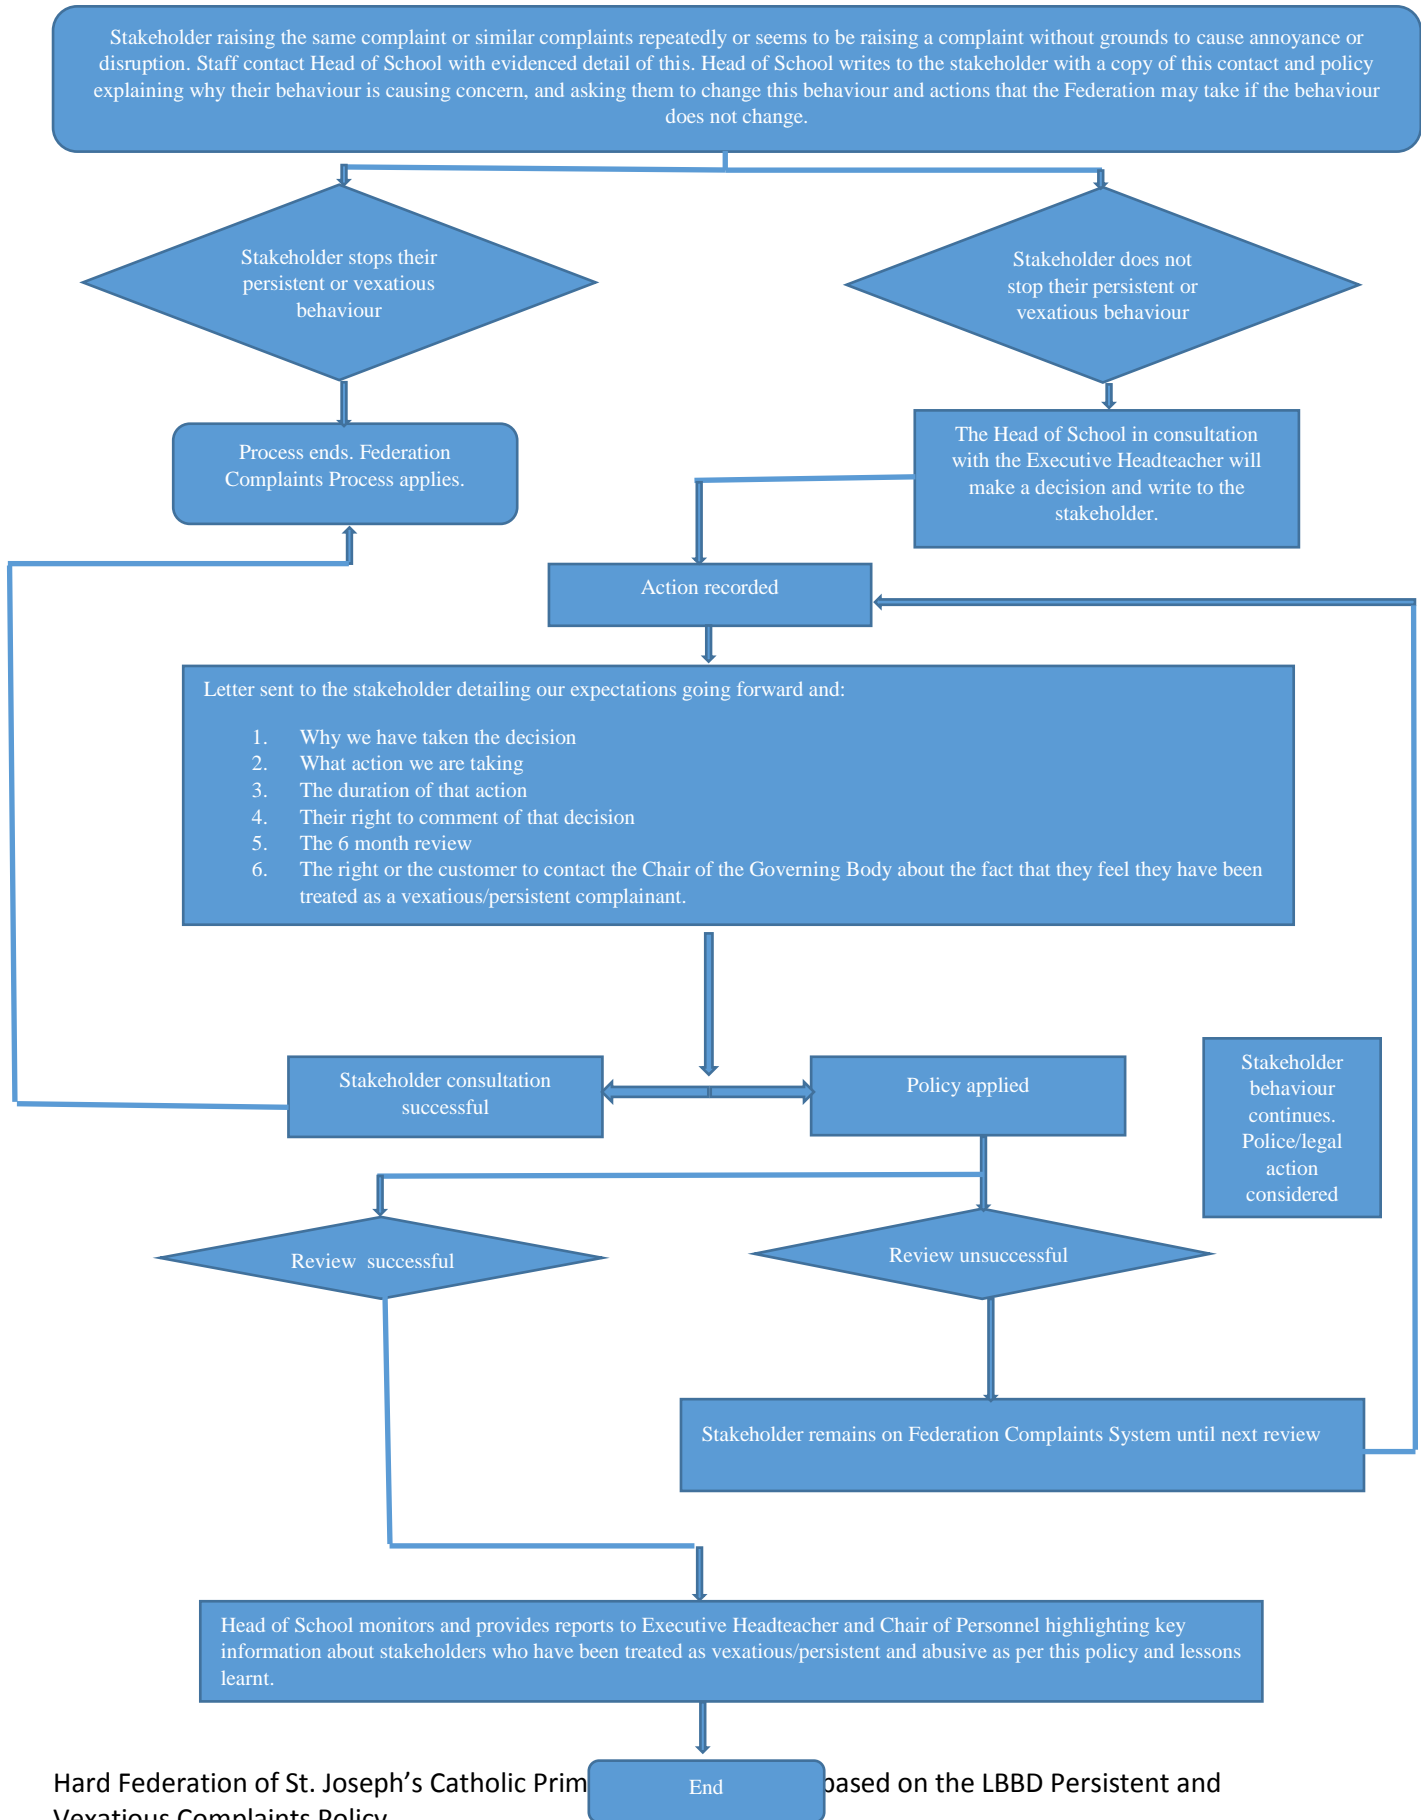 Stakeholder raising the same complaint or similar complaints repeatedly or seems to be raising a complaint without grounds to cause annoyance or
disruption. Staff contact Head of School with evidenced detail of this. Head of School writes to the stakeholder with a copy of this contact and policy
explaining why their behaviour is causing concern, and asking them to change this behaviour and actions that the Federation may take if the behaviour
does not change.
Stakeholder stops their
persistent or vexatious
behaviour
Stakeholder does not
stop their persistent or
vexatious behaviour
Process ends. Federation
Complaints Process applies.
The Head of School in consultation
with the Executive Headteacher will
make a decision and write to the
stakeholder.
Action recorded
Letter sent to the stakeholder detailing our expectations going forward and:
1. Why we have taken the decision
2. What action we are taking
3. The duration of that action
4. Their right to comment of that decision
5. The 6 month review
6. The right or the customer to contact the Chair of the Governing Body about the fact that they feel they have been
treated as a vexatious/persistent complainant.
Stakeholder consultation
successful
Policy applied
Stakeholder
behaviour
continues.
Police/legal
action
considered
Review successful
Review unsuccessful
Stakeholder remains on Federation Complaints System until next review
Head of School monitors and provides reports to Executive Headteacher and Chair of Personnel highlighting key
information about stakeholders who have been treated as vexatious/persistent and abusive as per this policy and lessons
learnt.
End
Hard Federation of St. Joseph's Catholic Prim based on the LBBD Persistent and
Vexatious Complaints Policy